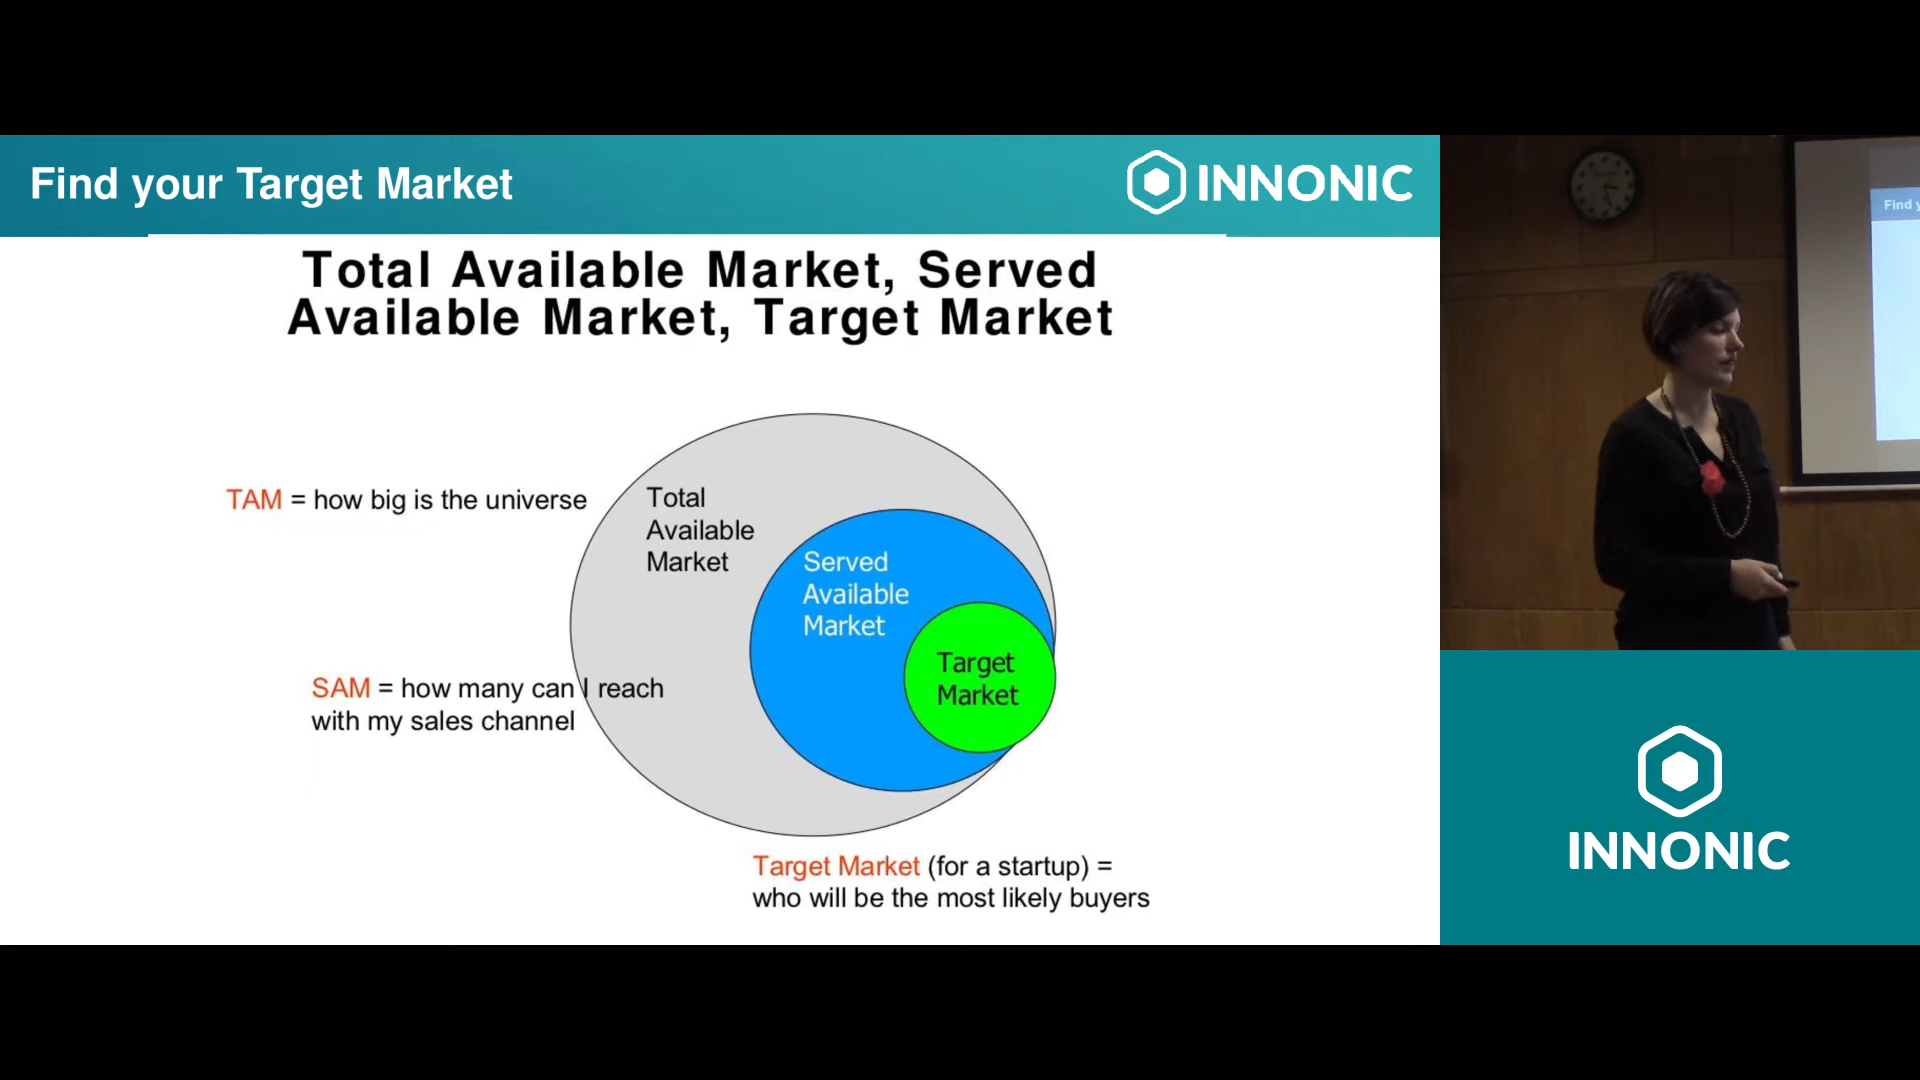 Find your Target Market
INNONIC
Total Available Market, Served
Available Market, Target Market
TAM = how big is the universe
Total
Available
Market
Served
Available
Market
Target
Market
SAM = how many can I reach
with my sales channel
Target Market (for a startup) =
who will be the most likely buyers
Find y
INNONIC